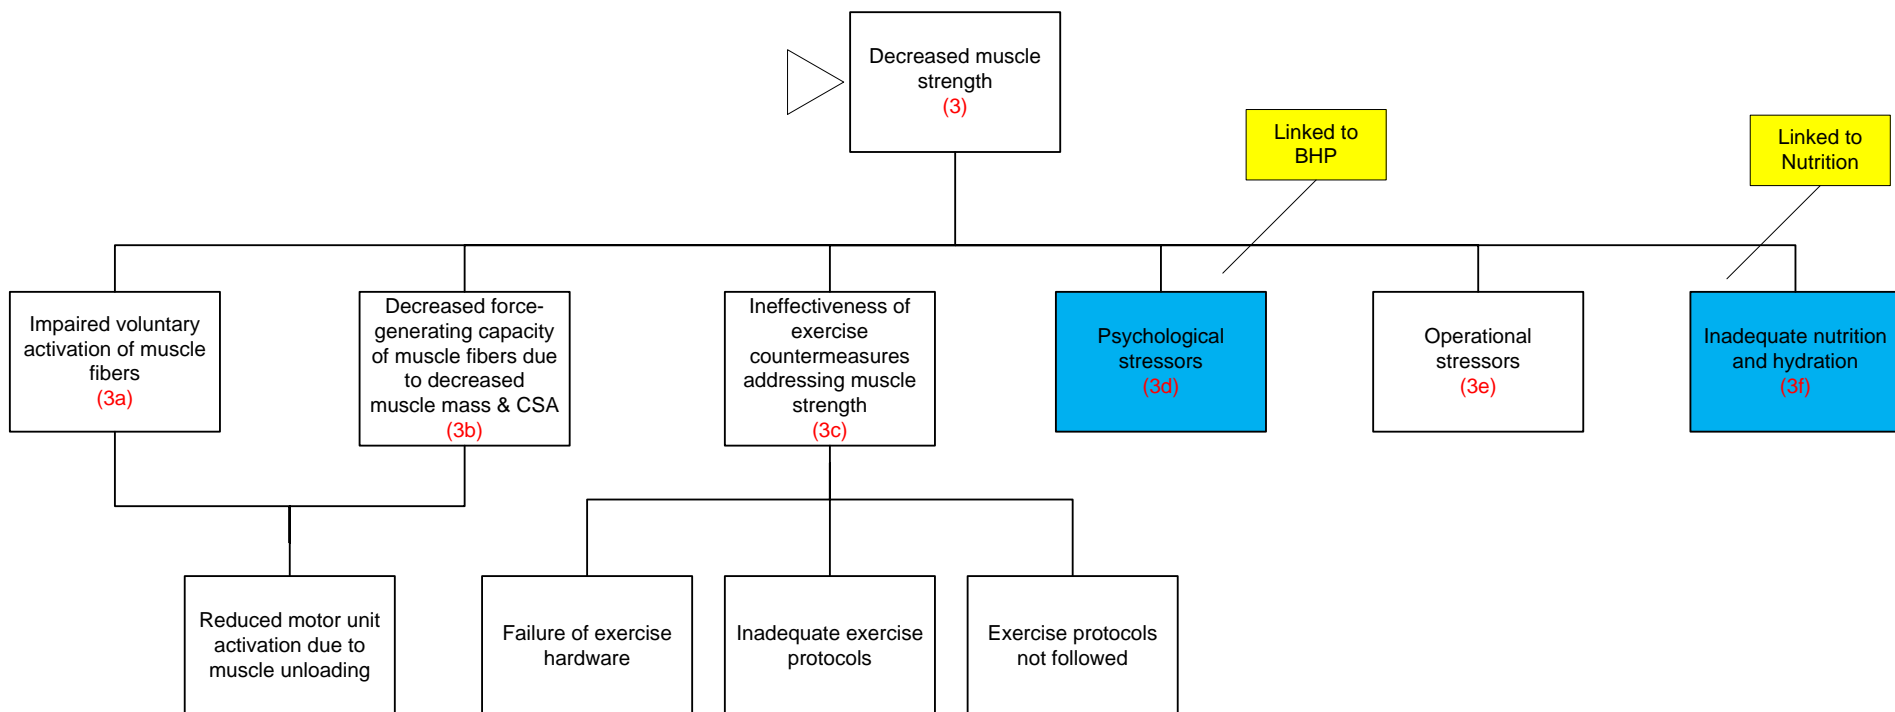 Decreased muscle
strength
(3)
Linked to
BHP
Linked to
Nutrition
Impaired voluntary
activation of muscle
fibers
(3a)
Decreased force-
generating capacity
of muscle fibers due
to decreased
muscle mass & CSA
(3b)
Ineffectiveness of
exercise
countermeasures
addressing muscle
strength
(3c)
Psychological
stressors
(3d)
Operational
stressors
(3e)
Inadequate nutrition
and hydration
(3f)
Reduced motor unit
activation due to
muscle unloading
Failure of exercise
hardware
Inadequate exercise
protocols
Exercise protocols
not followed